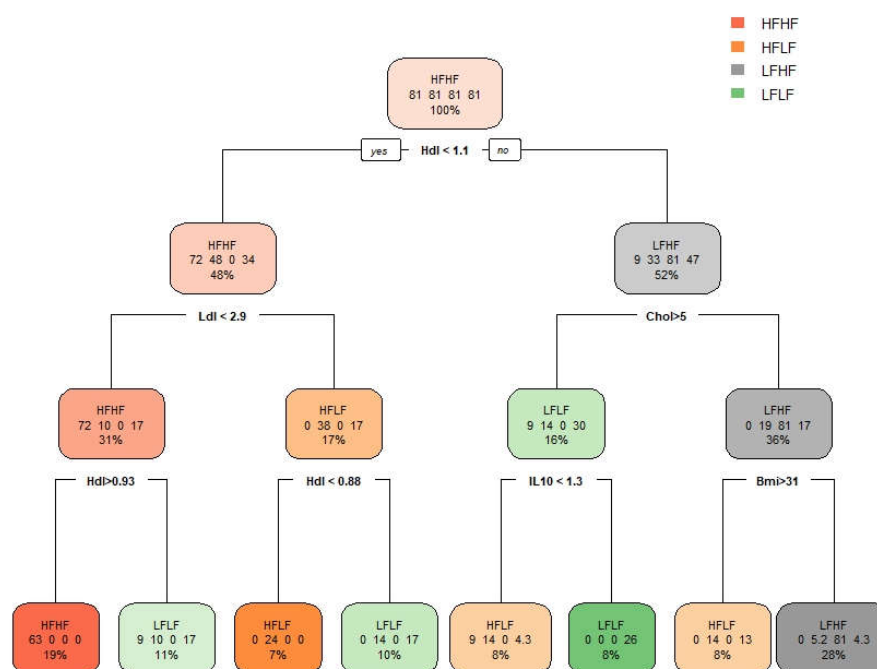 HFHF
HFLF
LFHF
LFLF
HFHF
81 81 81 81
100%
yes Hdl < 1.1 no
HFHF
72 48 0 34
48%
LFHF
9 33 81 47
52%
Ldl < 2.9
Chol>5
HFHF
72 10 0 17
31%
HFLF
0 38 0 17
17%
LFLF
9 14 0 30
16%
LFHF
0 19 81 17
36%
Hdl>0.93
Hdl < 0.88
IL10 < 1.3
Bmi>31
HFHF
63 0 0 0
19%
LFLF
9 10 0 17
11%
HFLF
0 24 0 0
7%
LFLF
0 14 0 17
10%
HFLF
9 14 0 4.3
8%
LFLF
0 0 0 26
8%
HFLF
0 14 0 13
8%
LFHF
0 5.2 81 4.3
28%